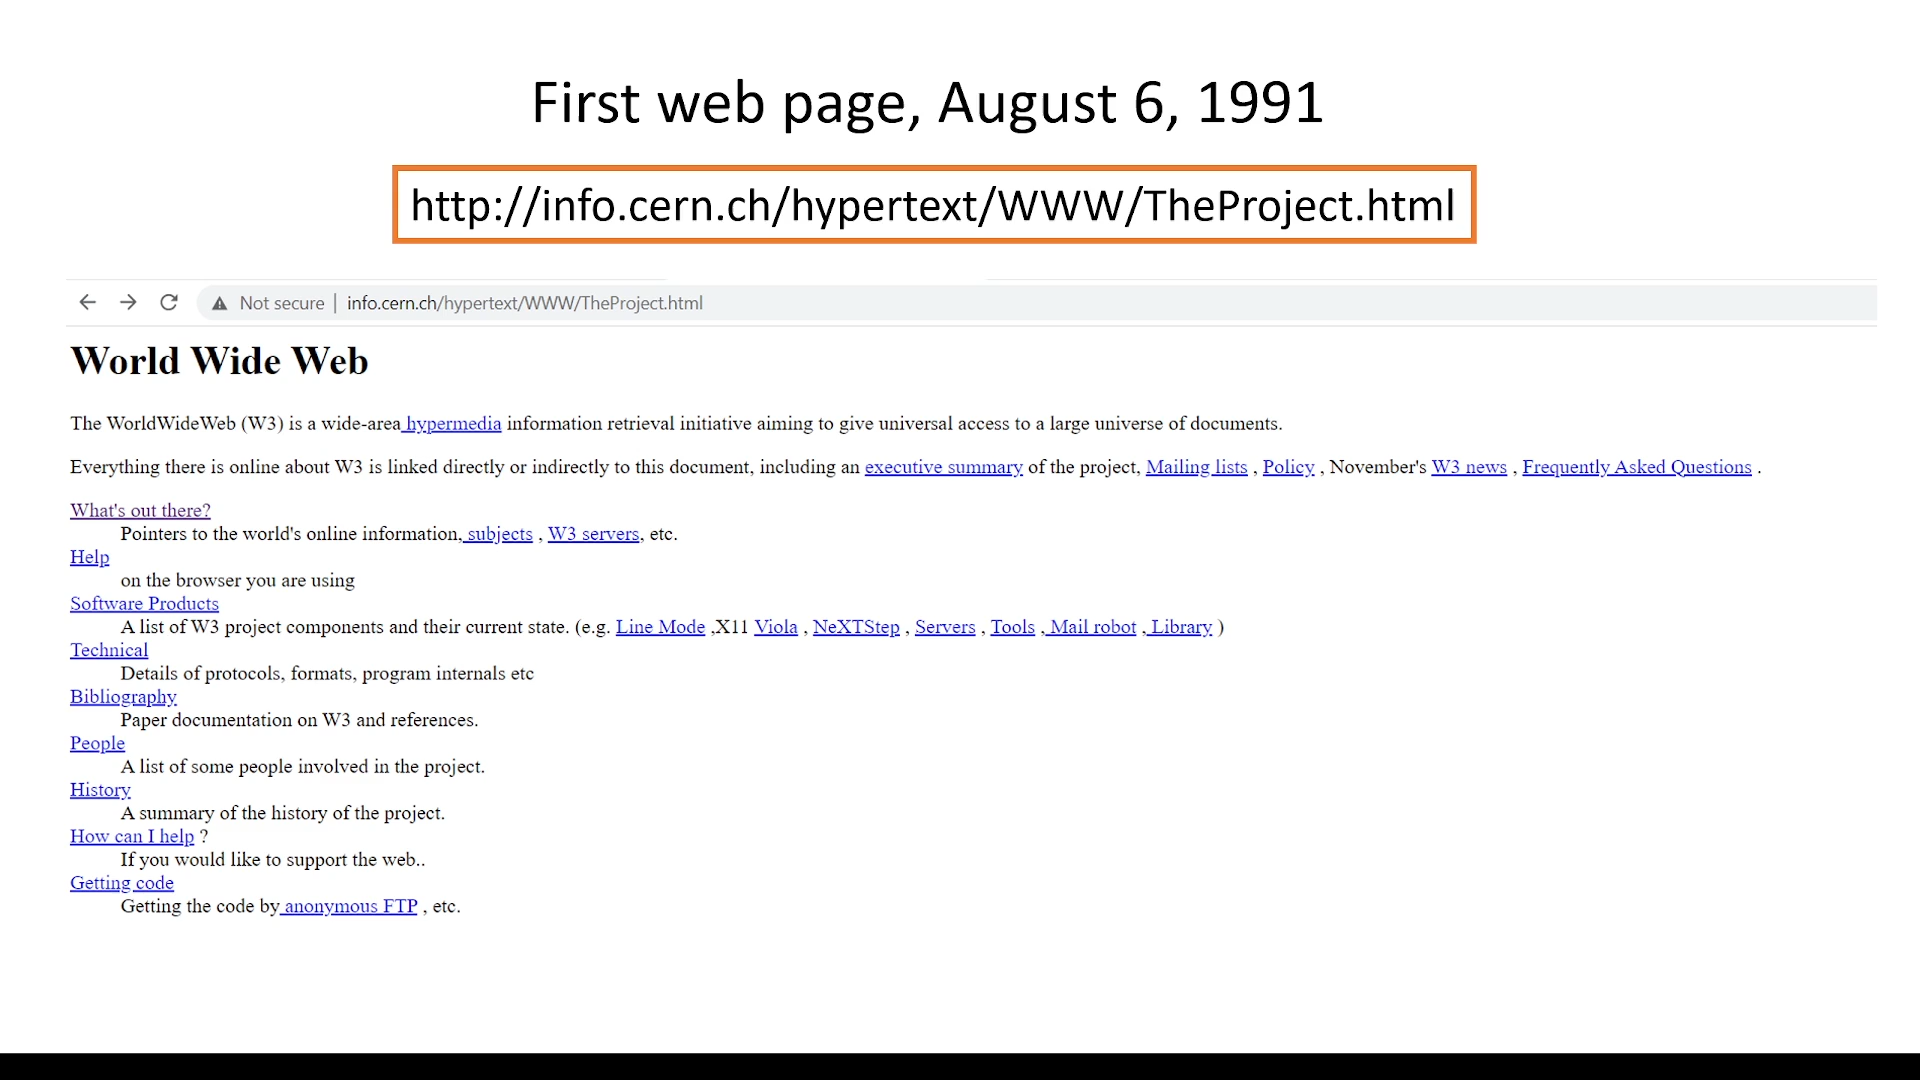 First web page, August 6, 1991
http://info.cern.ch/hypertext/WWW/TheProject.html
Not secure | info.cern.ch/hypertext/WWW/TheProject.html
World Wide Web
The WorldWideWeb (W3) is a wide-area hypermedia information retrieval initiative aiming to give universal access to a large universe of documents.
Everything there is online about W3 is linked directly or indirectly to this document, including an executive summary of the project, Mailing lists , Policy , November's W3 news , Frequently Asked Questions .
What's out there?
Pointers to the world's online information, subjects , W3 servers, etc.
Help
on the browser you are using
Software Products
A list of W3 project components and their current state. (e.g. Line Mode ,X11 Viola , NeXTStep , Servers , Tools , Mail robot , Library )
Technical
Details of protocols, formats, program internals etc
Bibliography
Paper documentation on W3 and references.
People
A list of some people involved in the project.
History
A summary of the history of the project.
How can I help ?
If you would like to support the web..
Getting code
Getting the code by anonymous FTP , etc.